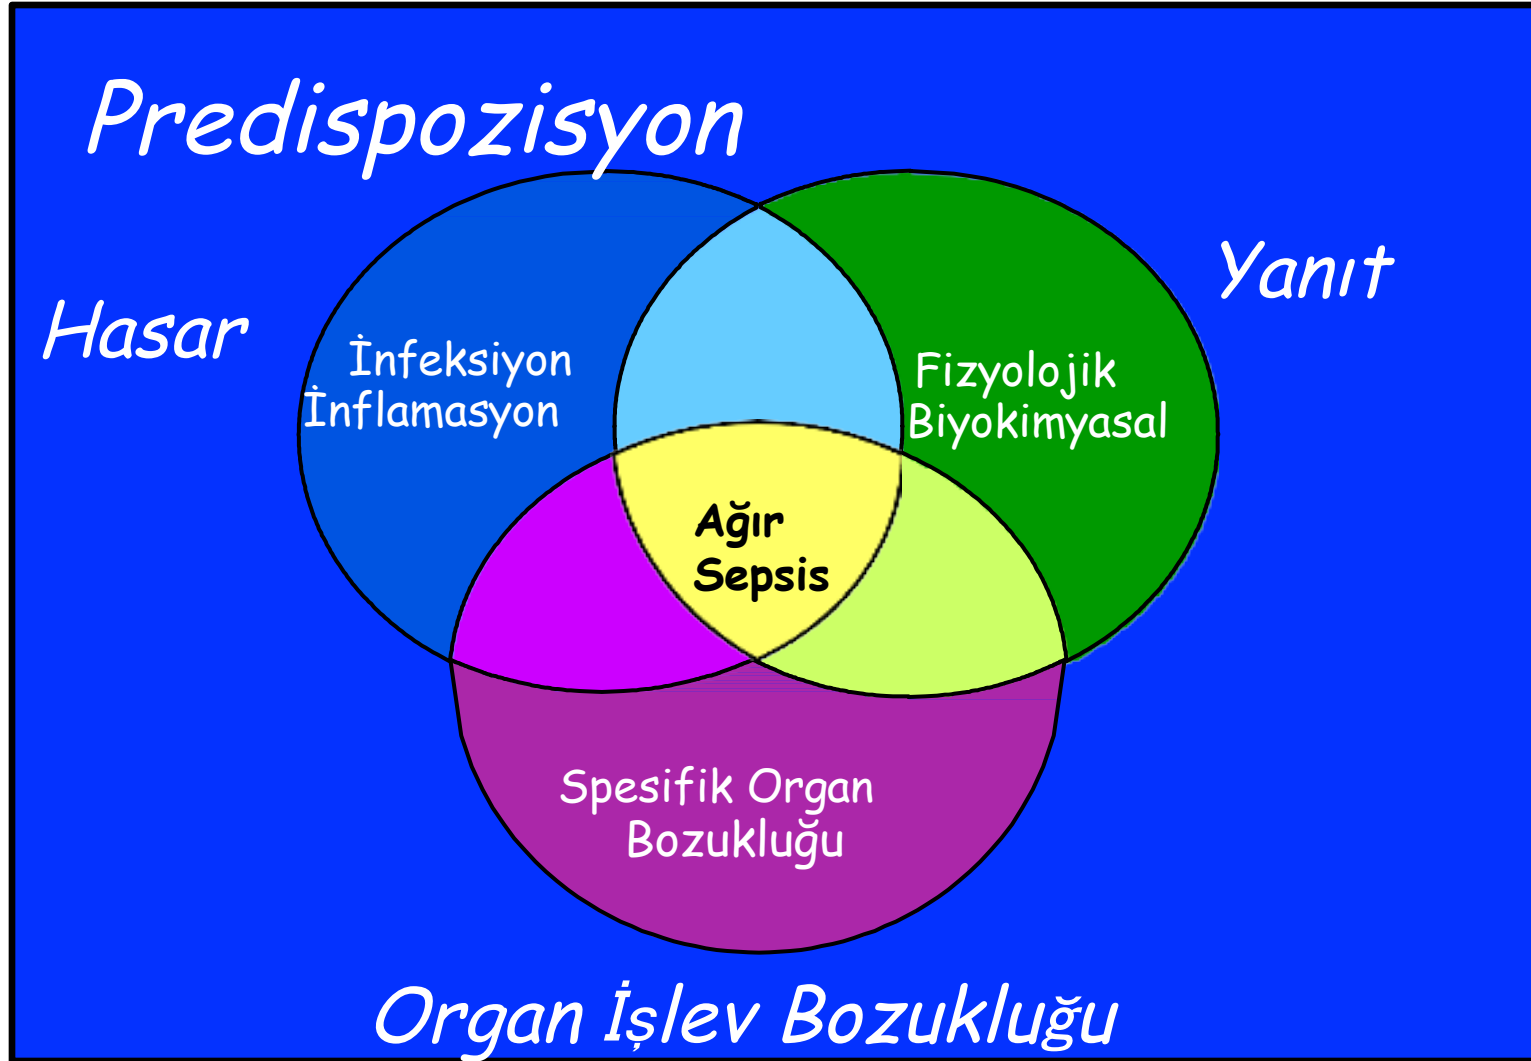 Predispozisyon
Hasar
Yanıt
İnfeksiyon
İnflamasyon
Fizyolojik
Biyokimyasal
Ağır
Sepsis
Spesifik Organ
Bozukluğu
Organ İşlev Bozukluğu